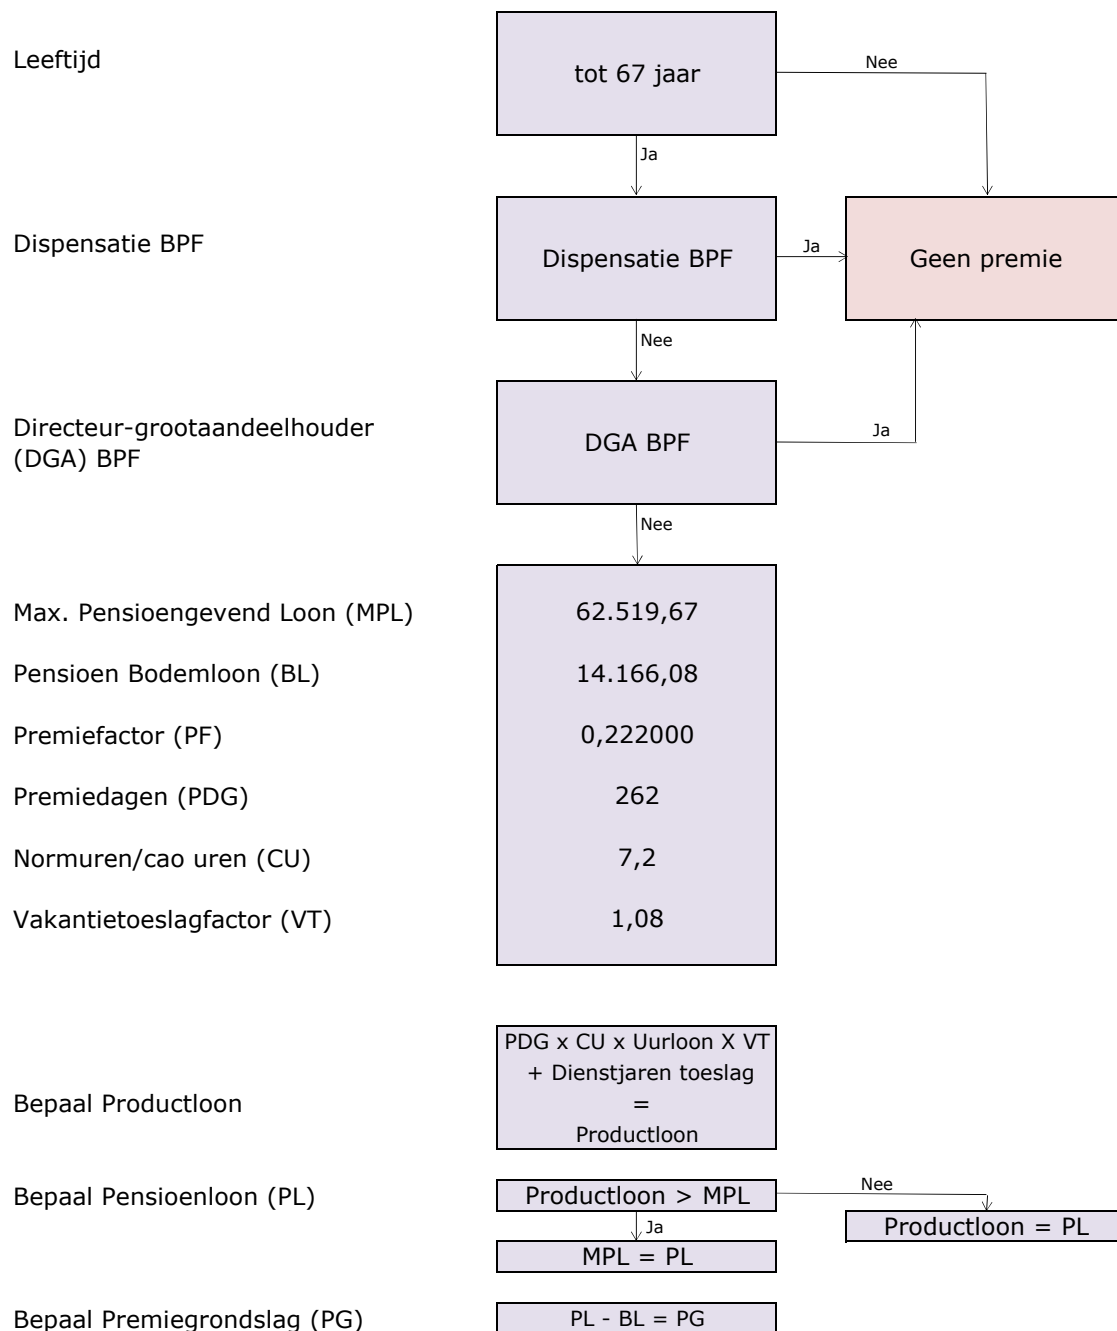 Leeftijd
tot 67 jaar
Nee
Ja
Dispensatie BPF
Dispensatie BPF
Ja
Geen premie
Nee
Directeur-grootaandeelhouder
(DGA) BPF
DGA BPF
Ja
Nee
Max. Pensioengevend Loon (MPL)
62.519,67
Pensioen Bodemloon (BL)
14.166,08
Premiefactor (PF)
0,222000
Premiedagen (PDG)
262
Normuren/cao uren (CU)
7,2
Vakantietoeslagfactor (VT)
1,08
Bepaal Productloon
PDG x CU x Uurloon X VT
+ Dienstjaren toeslag
=
Productloon
Bepaal Pensioenloon (PL)
Productloon > MPL
Nee
Productloon = PL
Ja
MPL = PL
Bepaal Premiegrondslag (PG)
PL - BL = PG